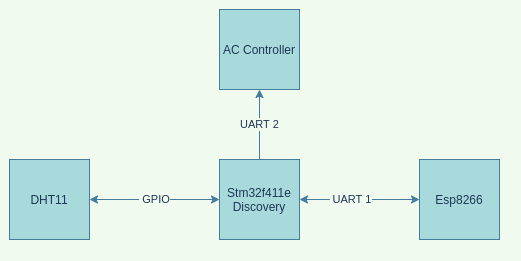 AC Controller
UART 2
DHT11
GPIO
Stm32f411e
Discovery
UART 1
Esp8266